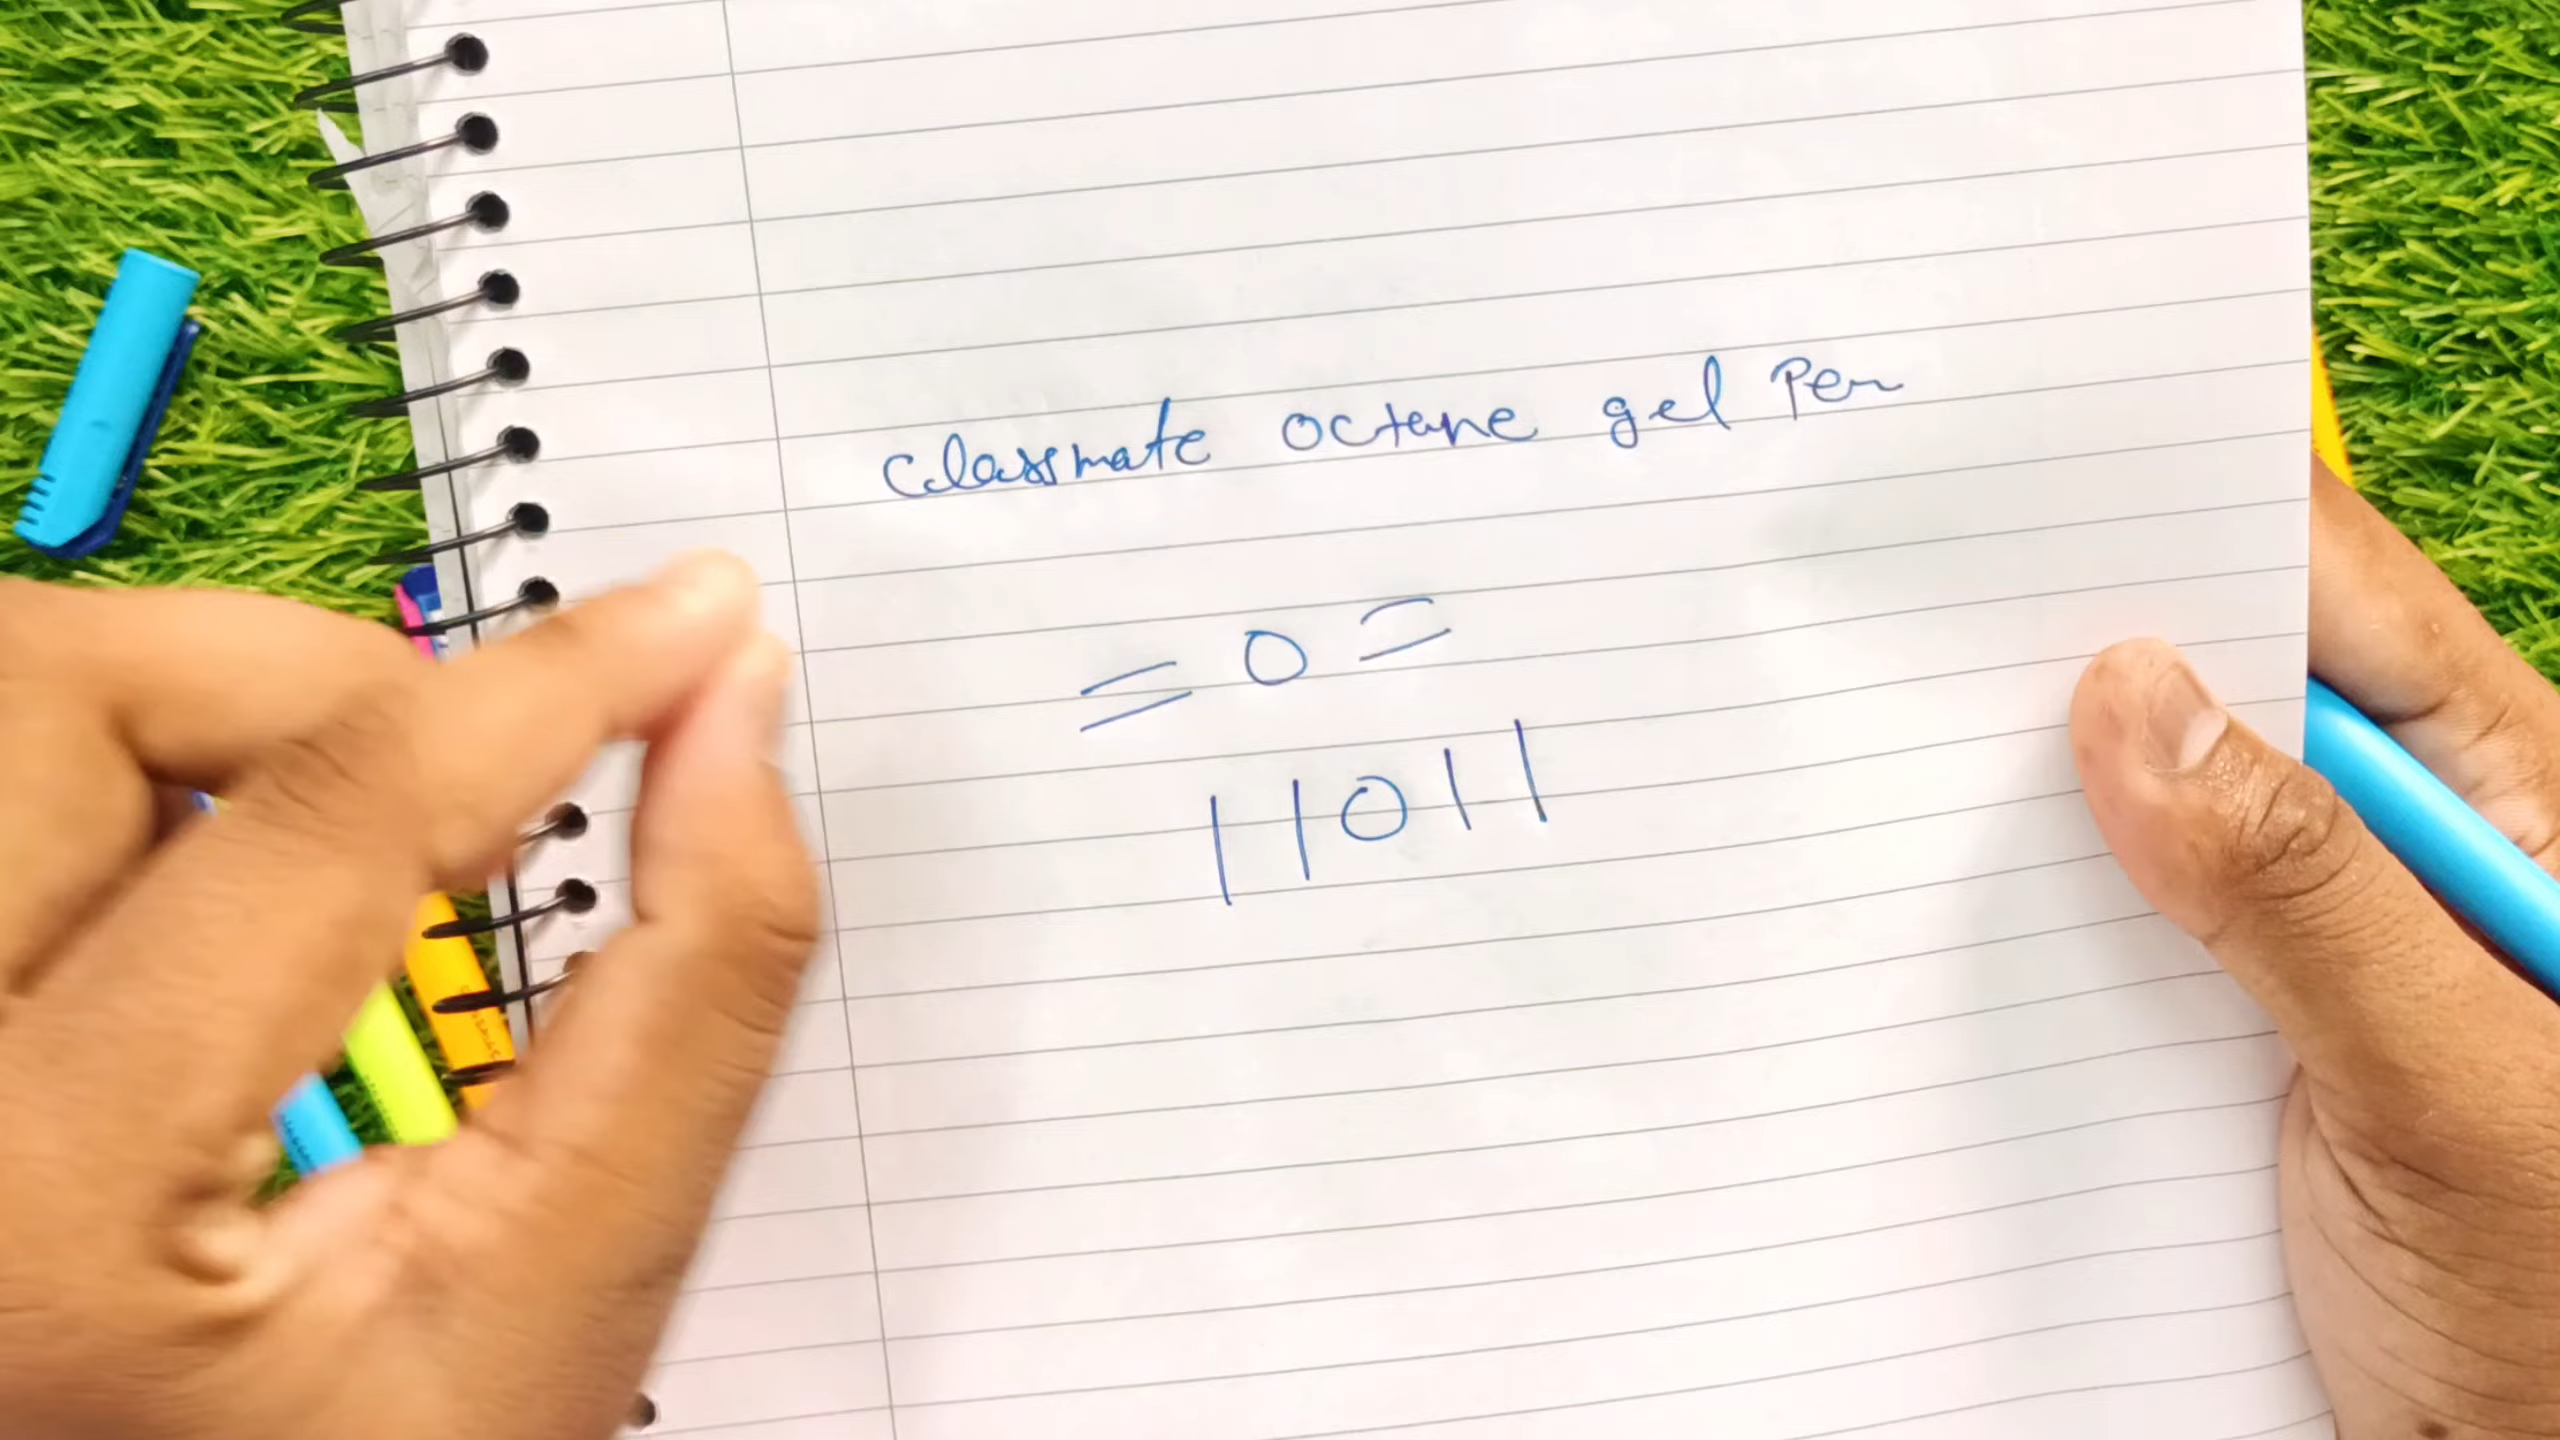 Classmate octane gel Pen
= 0 =
11011